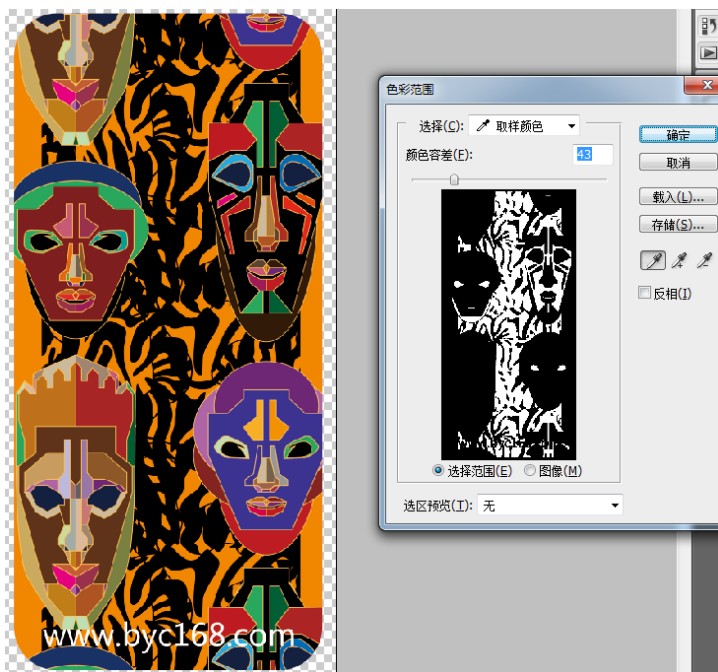 色彩范围
选择(C): 取样颜色
颜色容差(F): 43
确定
取消
载入(L)...
存储(S)...
反相(I)
选择范围(E) 图像(M)
选区预览(T): 无
www.byc168.com